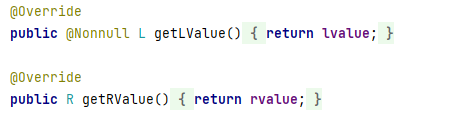 @Override
public @Nonnull L getLValue() { return lvalue; }
@Override
public R getRValue() { return rvalue; }